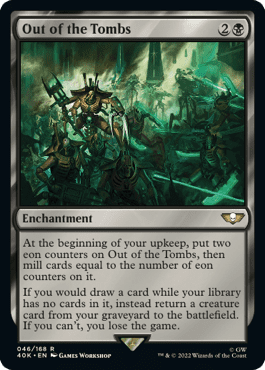 Out of the Tombs 2
Enchantment
At the beginning of your upkeep, put two
eon counters on Out of the Tombs, then
mill cards equal to the number of eon
counters on it.
If you would draw a card while your library
has no cards in it, instead return a creature
card from your graveyard to the battlefield.
If you can't, you lose the game.
046/168 R © GW
40K • EN Games Workshop ™ & © 2022 Wizards of the Coast